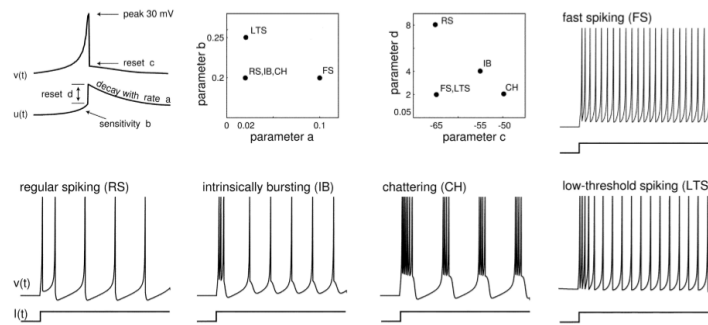 peak 30 mV
reset c
v(t)
reset d
decay with rate a
u(t)
sensitivity b
parameter b
0.25
0.2
LTS
RS,IB,CH
FS
0
0.02
0.1
parameter a
parameter d
8
4
2
0.05
RS
IB
FS,LTS
CH
-65
-55
-50
parameter c
fast spiking (FS)
regular spiking (RS)
v(t)
I(t)
intrinsically bursting (IB)
chattering (CH)
low-threshold spiking (LTS